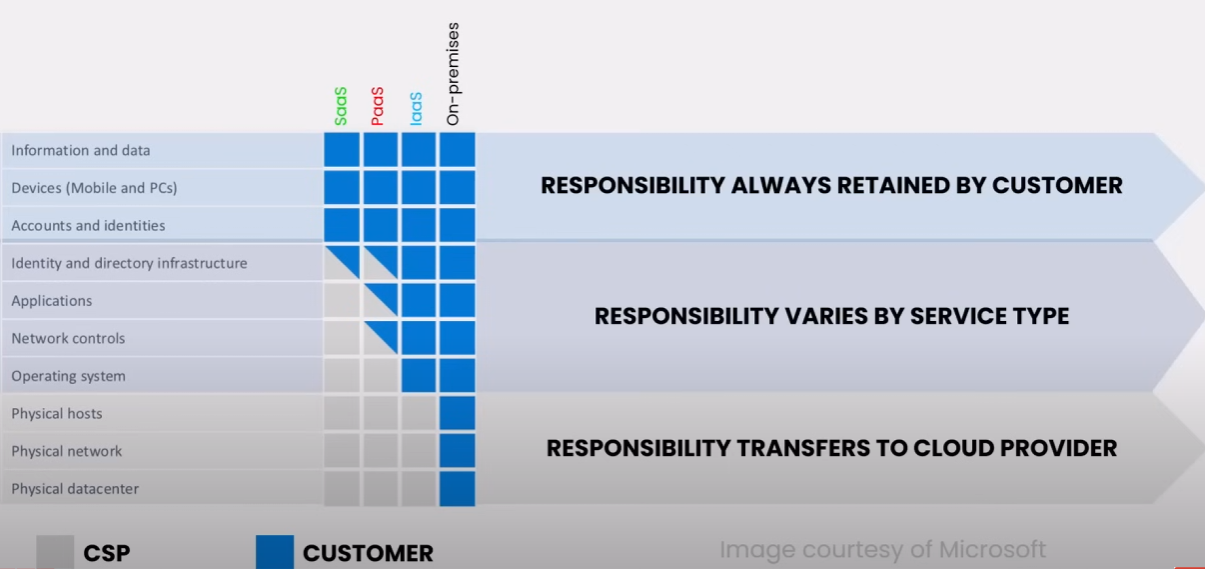 SaaS
PaaS
IaaS
On-premises
Information and data
Devices (Mobile and PCs)
RESPONSIBILITY ALWAYS RETAINED BY CUSTOMER
Accounts and identities
Identity and directory infrastructure
Applications
RESPONSIBILITY VARIES BY SERVICE TYPE
Network controls
Operating system
Physical hosts
Physical network
RESPONSIBILITY TRANSFERS TO CLOUD PROVIDER
Physical datacenter
CSP
CUSTOMER
Image courtesy of Microsoft